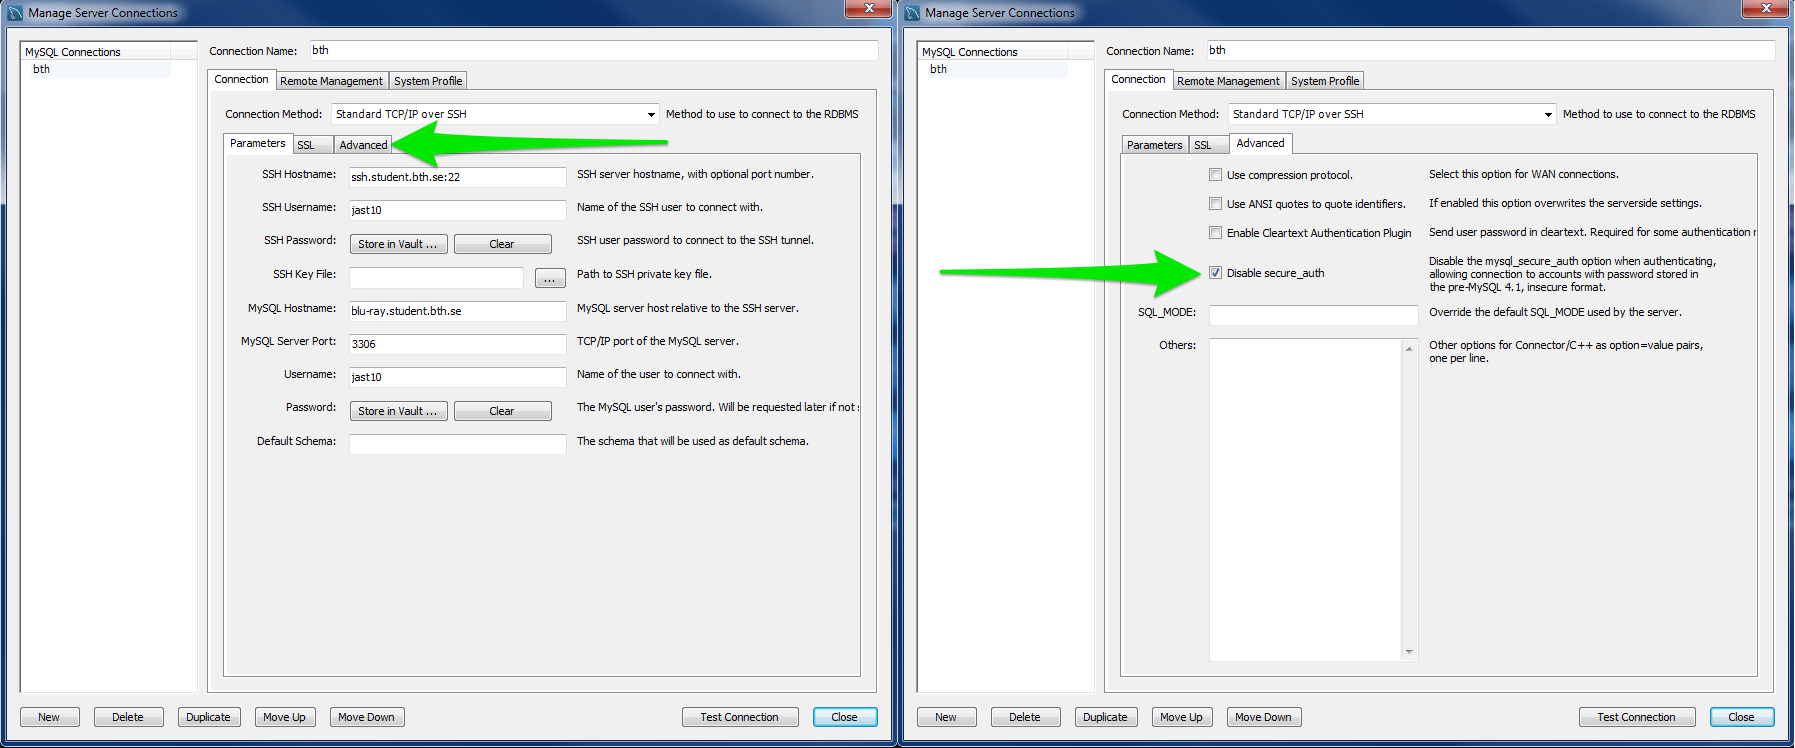 Manage Server Connections
MySQL Connections
bth
Connection Name: bth
Connection Remote Management System Profile
Connection Method: Standard TCP/IP over SSH Method to use to connect to the RDBMS
Parameters SSL Advanced
SSH Hostname: ssh.student.bth.se:22 SSH server hostname, with optional port number.
SSH Username: jast10 Name of the SSH user to connect with.
SSH Password: Store in Vault ... Clear SSH user password to connect to the SSH tunnel.
SSH Key File: ... Path to SSH private key file.
MySQL Hostname: blu-ray.student.bth.se MySQL server host relative to the SSH server.
MySQL Server Port: 3306 TCP/IP port of the MySQL server.
Username: jast10 Name of the user to connect with.
Password: Store in Vault ... Clear The MySQL user's password. Will be requested later if not
Default Schema: The schema that will be used as default schema.
New Delete Duplicate Move Up Move Down Test Connection Close
Manage Server Connections
MySQL Connections
bth
Connection Name: bth
Connection Remote Management System Profile
Connection Method: Standard TCP/IP over SSH Method to use to connect to the RDBMS
Parameters SSL Advanced
Use compression protocol. Select this option for WAN connections.
Use ANSI quotes to quote identifiers. If enabled this option overwrites the serverside settings.
Enable Cleartext Authentication Plugin Send user password in cleartext. Required for some authentication
Disable secure_auth Disable the mysql_secure_auth option when authenticating,
allowing connection to accounts with password stored in
the pre-MySQL 4.1, insecure format.
SQL_MODE: Override the default SQL_MODE used by the server.
Others: Other options for Connector/C++ as option=value pairs,
one per line.
New Delete Duplicate Move Up Move Down Test Connection Close